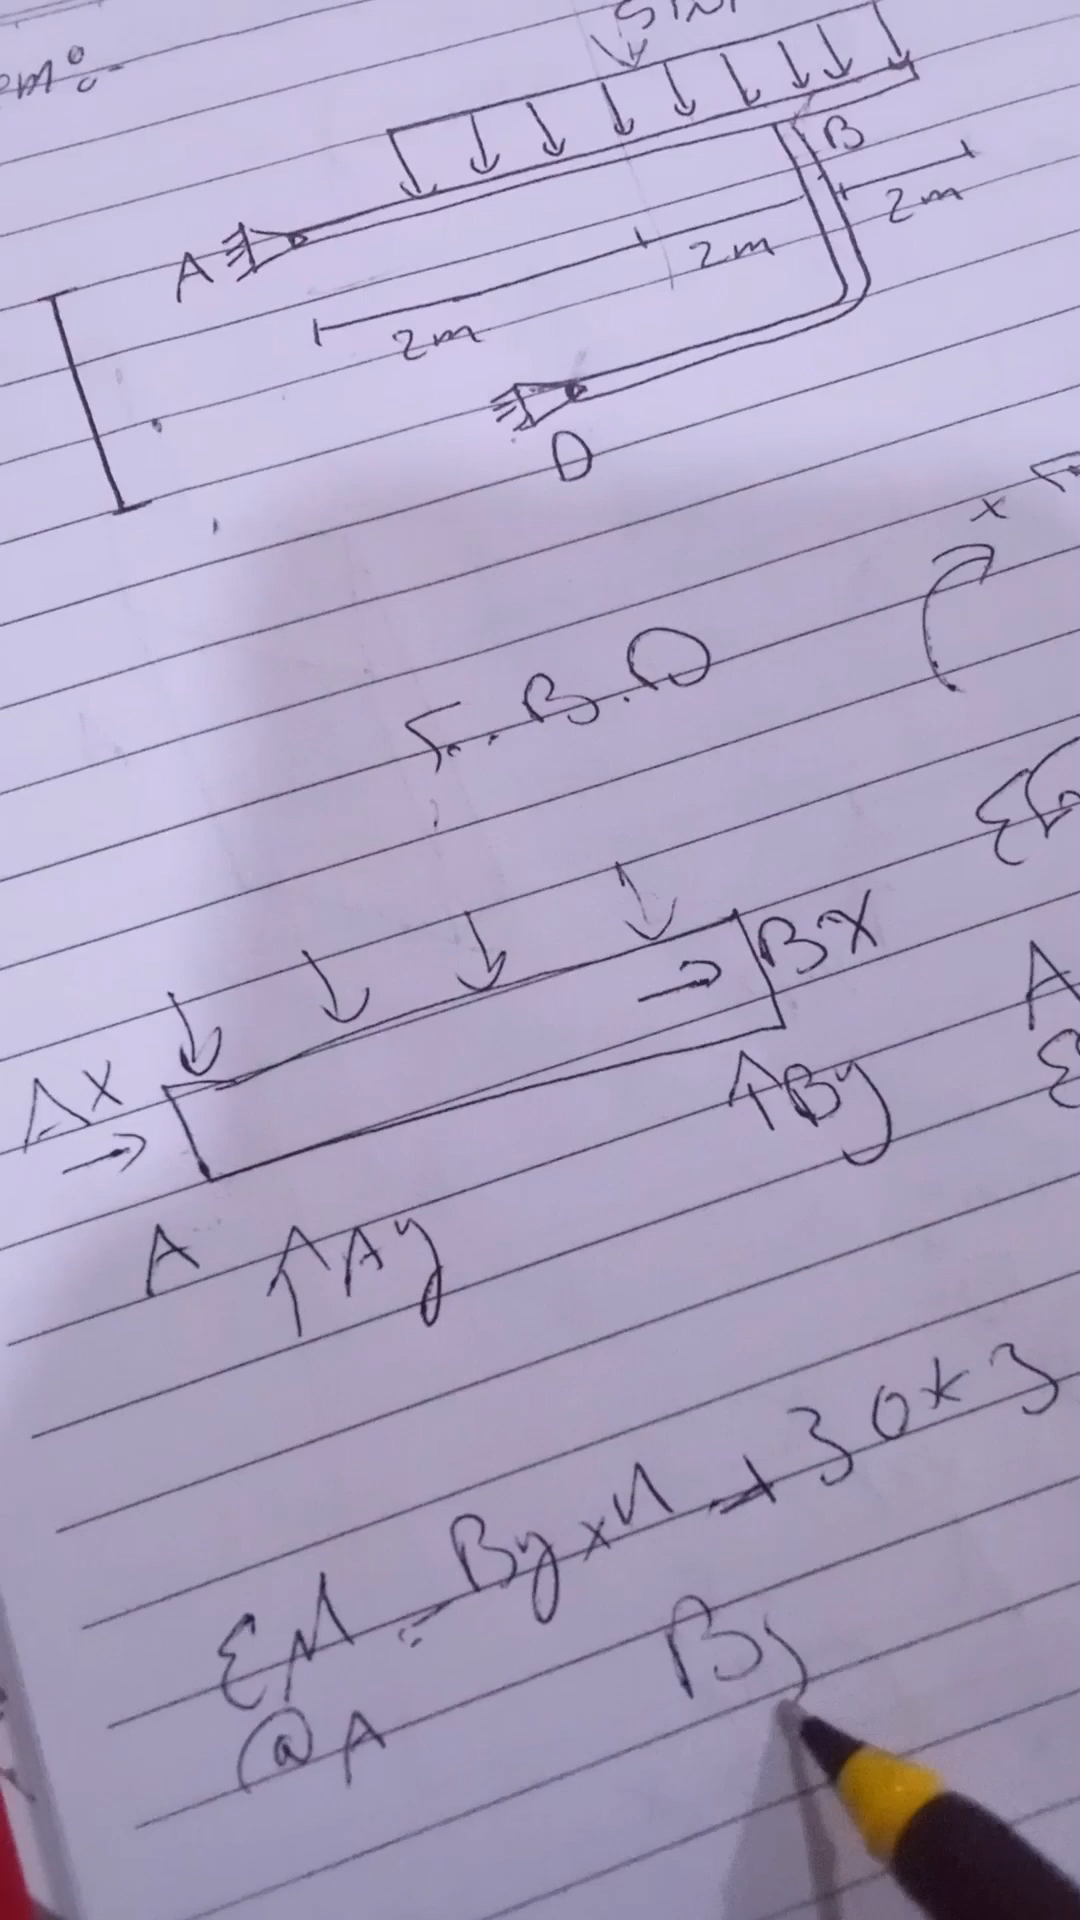 B
2m
A
2m
2m
D
x
F.B.D
Σ
BX
A
AX
By
Σ
A
Ay
ΣM = By x 4 + 30 x 3
@ A
By